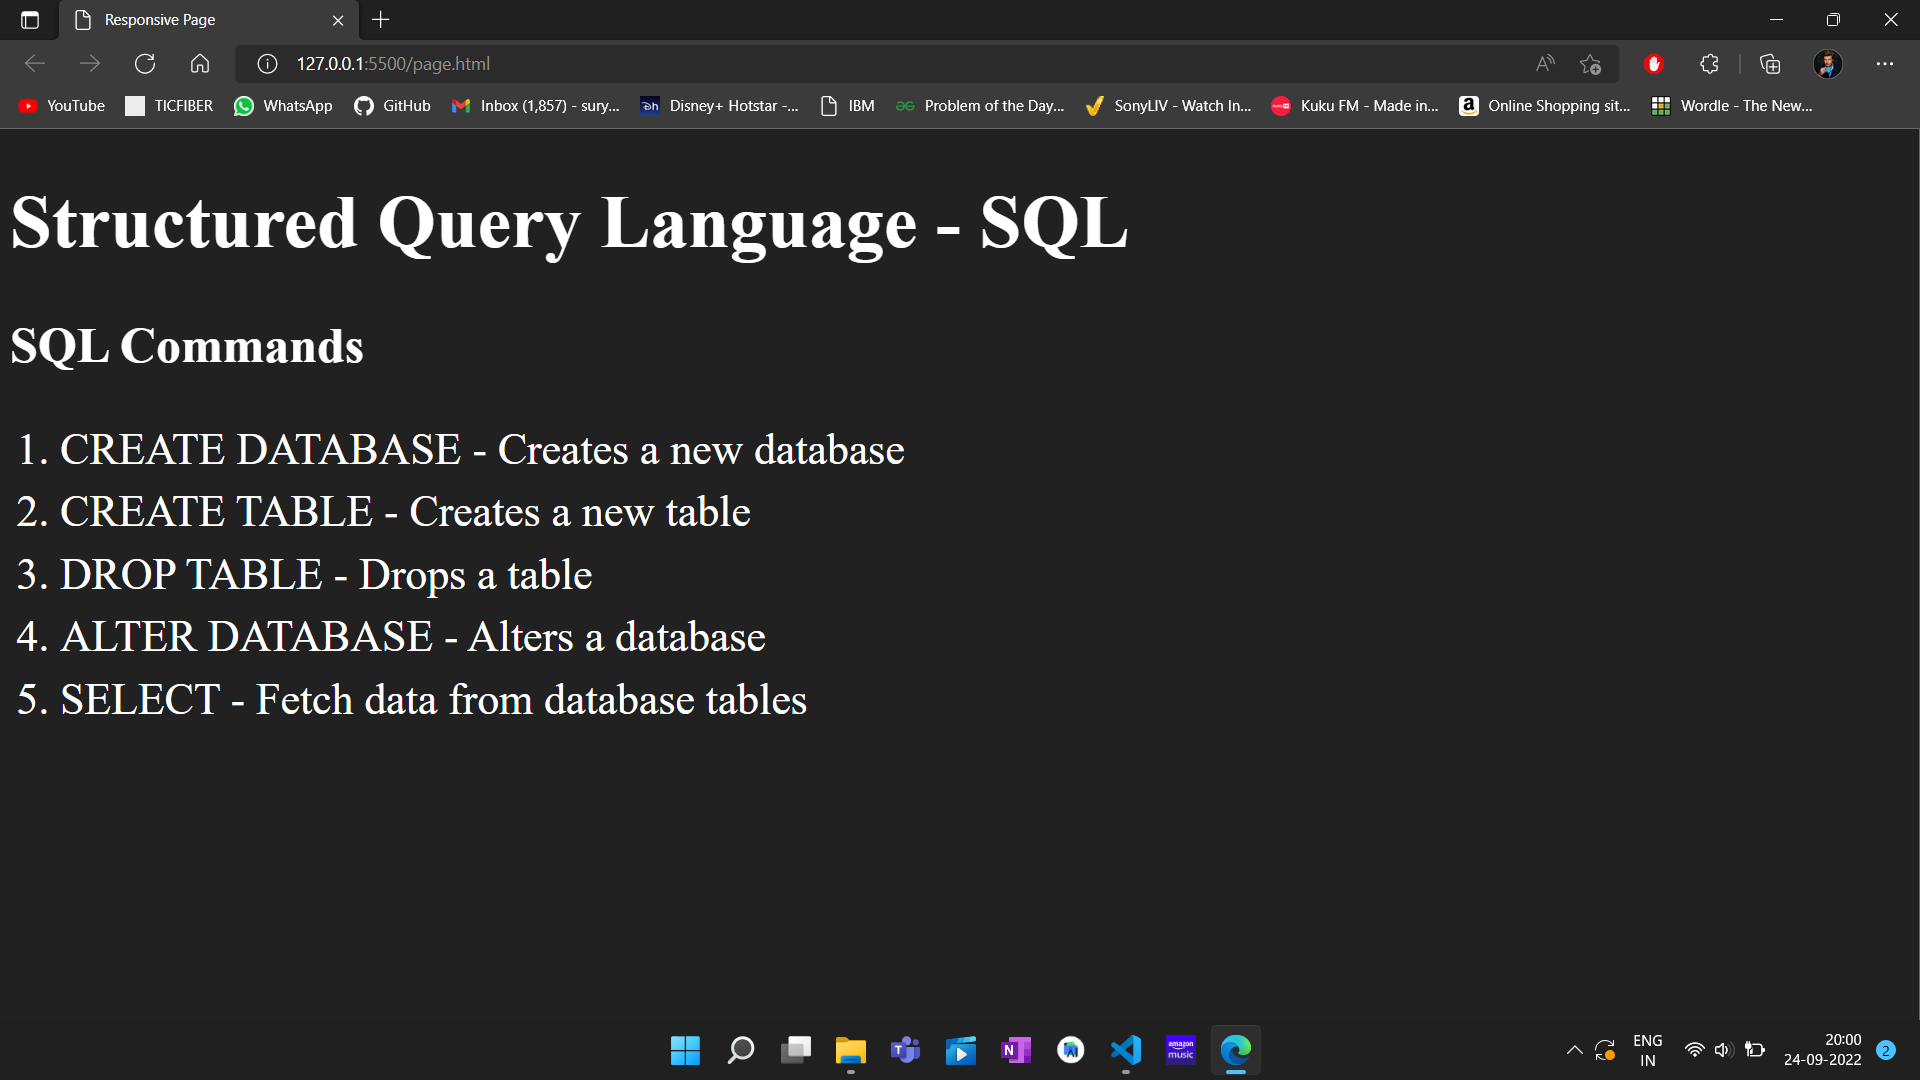 Responsive Page
127.0.0.1:5500/page.html
YouTube TICFIBER WhatsApp GitHub Inbox (1,857) - sury... Disney+ Hotstar -... IBM Problem of the Day... SonyLIV - Watch In... Kuku FM - Made in... Online Shopping sit... Wordle - The New...
Structured Query Language - SQL
SQL Commands
1. CREATE DATABASE - Creates a new database
2. CREATE TABLE - Creates a new table
3. DROP TABLE - Drops a table
4. ALTER DATABASE - Alters a database
5. SELECT - Fetch data from database tables
amazon music
ENG IN
20:00
24-09-2022
2